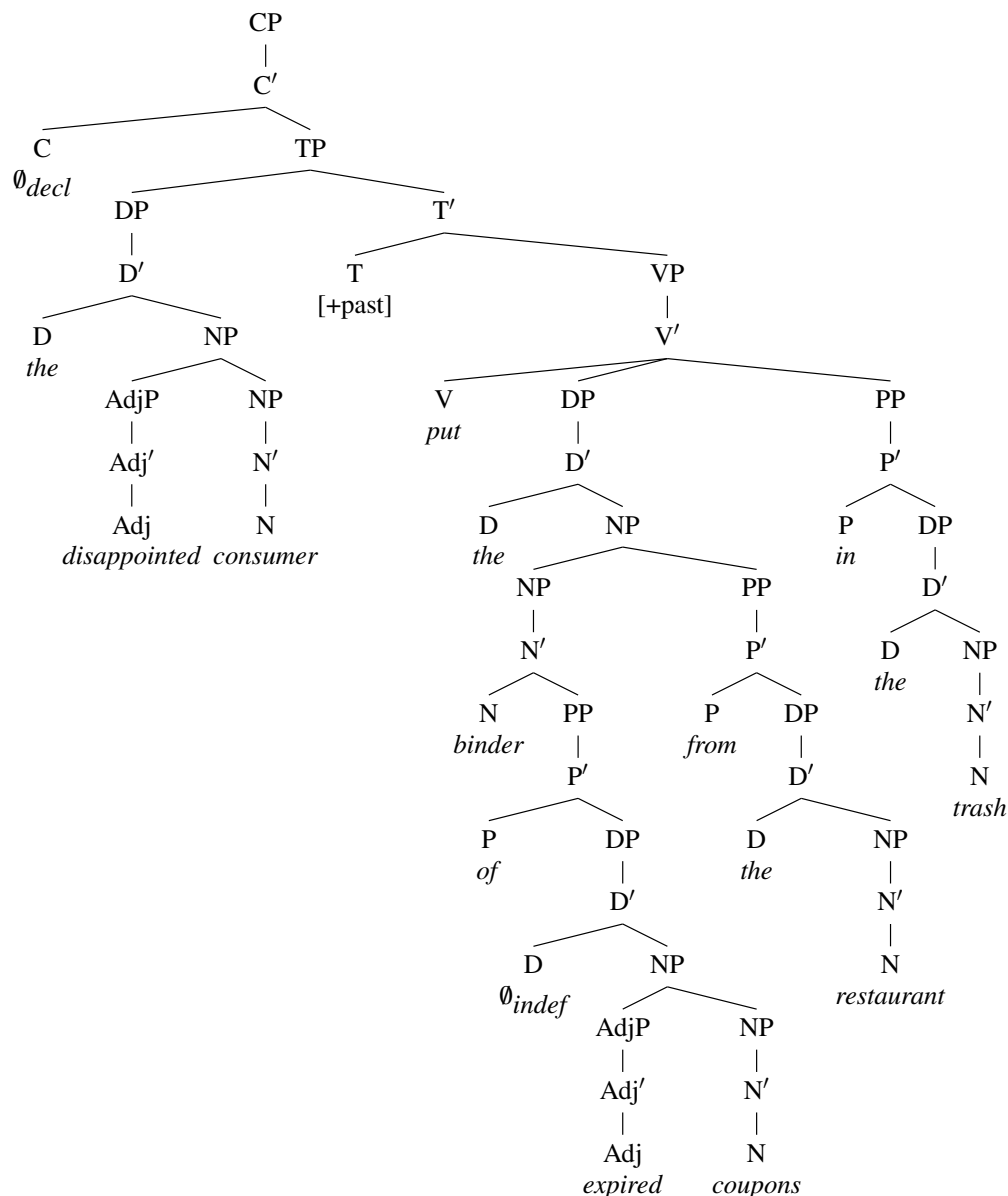 CP
C′
C TP
∅decl
DP T′
D′ T VP
[+past]
D NP V′
the
AdjP NP V DP PP
put
Adj′ N′ D′ P′
Adj N D NP P DP
disappointed consumer the in
NP PP D′
N′ P′ D NP
the
N PP P DP N′
binder from
P′ D′ N
trash
P DP D NP
of the
D′ N′
D NP N
∅indef restaurant
AdjP NP
Adj′ N′
Adj N
expired coupons